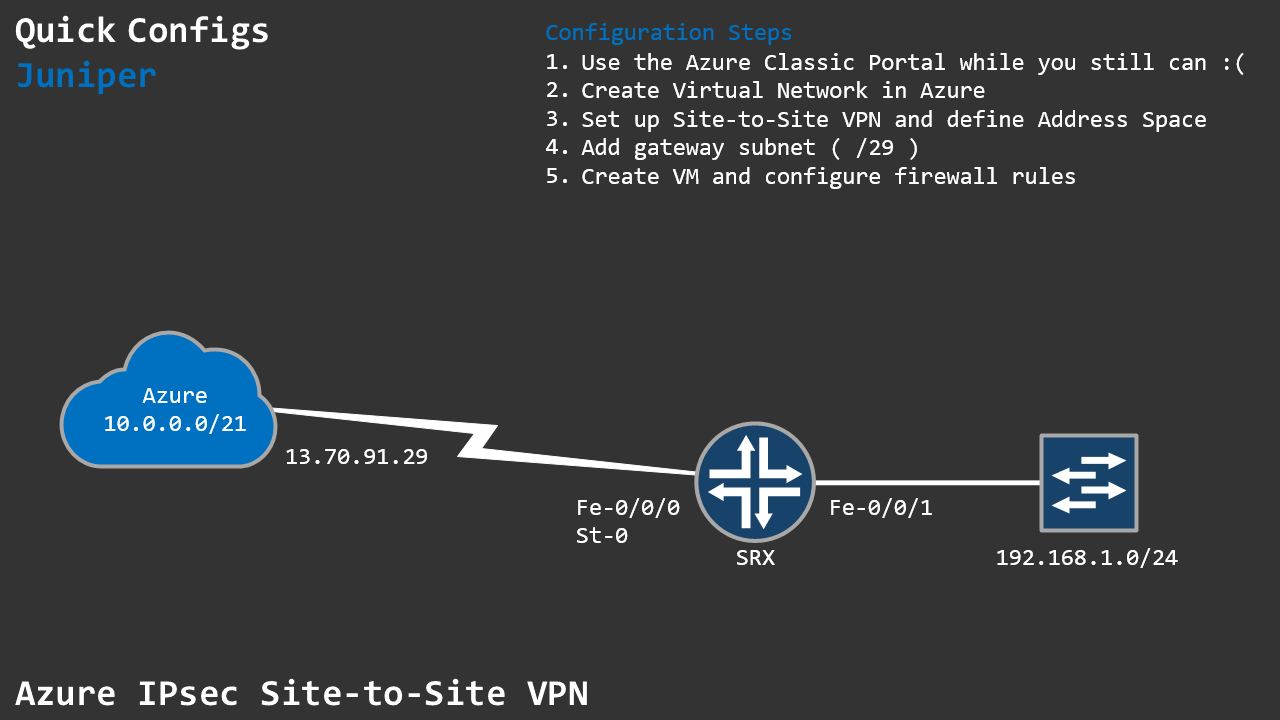 Quick Configs
Juniper
Configuration Steps
1. Use the Azure Classic Portal while you still can :(
2. Create Virtual Network in Azure
3. Set up Site-to-Site VPN and define Address Space
4. Add gateway subnet ( /29 )
5. Create VM and configure firewall rules
Azure
10.0.0.0/21
13.70.91.29
Fe-0/0/0
St-0
SRX
Fe-0/0/1
192.168.1.0/24
Azure IPsec Site-to-Site VPN